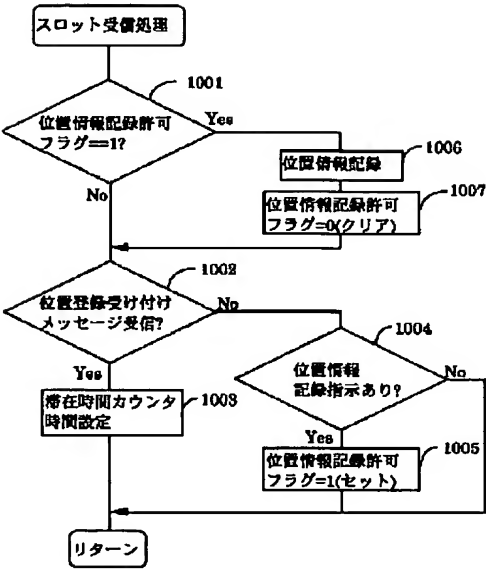 スロット受信処理
1001
位置情報記録許可
フラグ==1?
Yes
No
1006
位置情報記録
1007
位置情報記録許可
フラグ=0(クリア)
1002
位置登録受け付け
メッセージ受信?
No
Yes
1003
滞在時間カウンタ
時間設定
1004
位置情報
記録指示あり?
No
Yes
1005
位置情報記録許可
フラグ=1(セット)
リターン